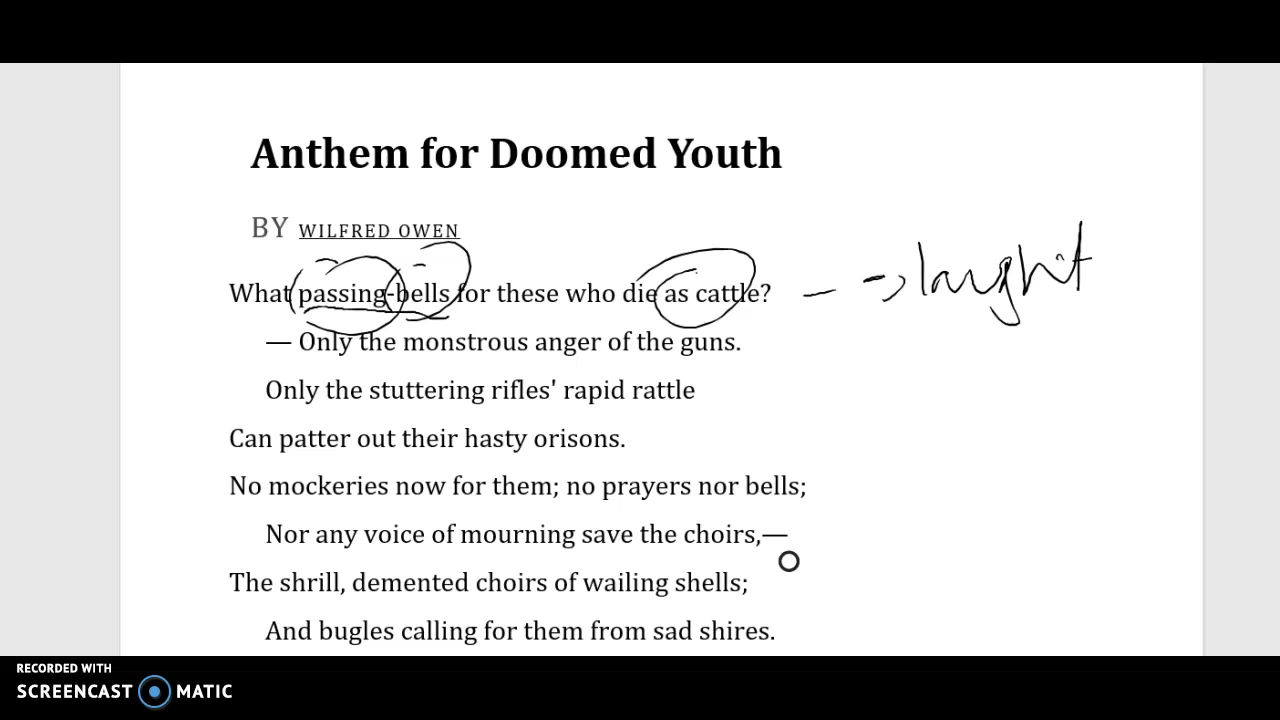 Anthem for Doomed Youth
BY WILFRED OWEN
What passing-bells for these who die as cattle?
— Only the monstrous anger of the guns.
Only the stuttering rifles' rapid rattle
Can patter out their hasty orisons.
No mockeries now for them; no prayers nor bells;
Nor any voice of mourning save the choirs,—
The shrill, demented choirs of wailing shells;
And bugles calling for them from sad shires.
RECORDED WITH
SCREENCAST MATIC